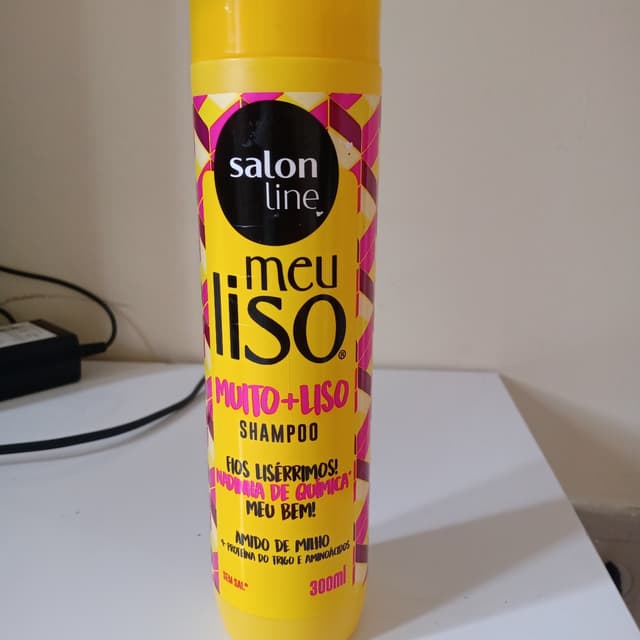 salon
line
meu
liso®
MUITO+LISO
SHAMPOO
FIOS LISÉRRIMOS!
NADINHA DE QUÍMICA*
MEU BEM!
AMIDO DE MILHO
+ PROTEÍNA DO TRIGO E AMINOÁCIDOS
SEM SAL*
300ml